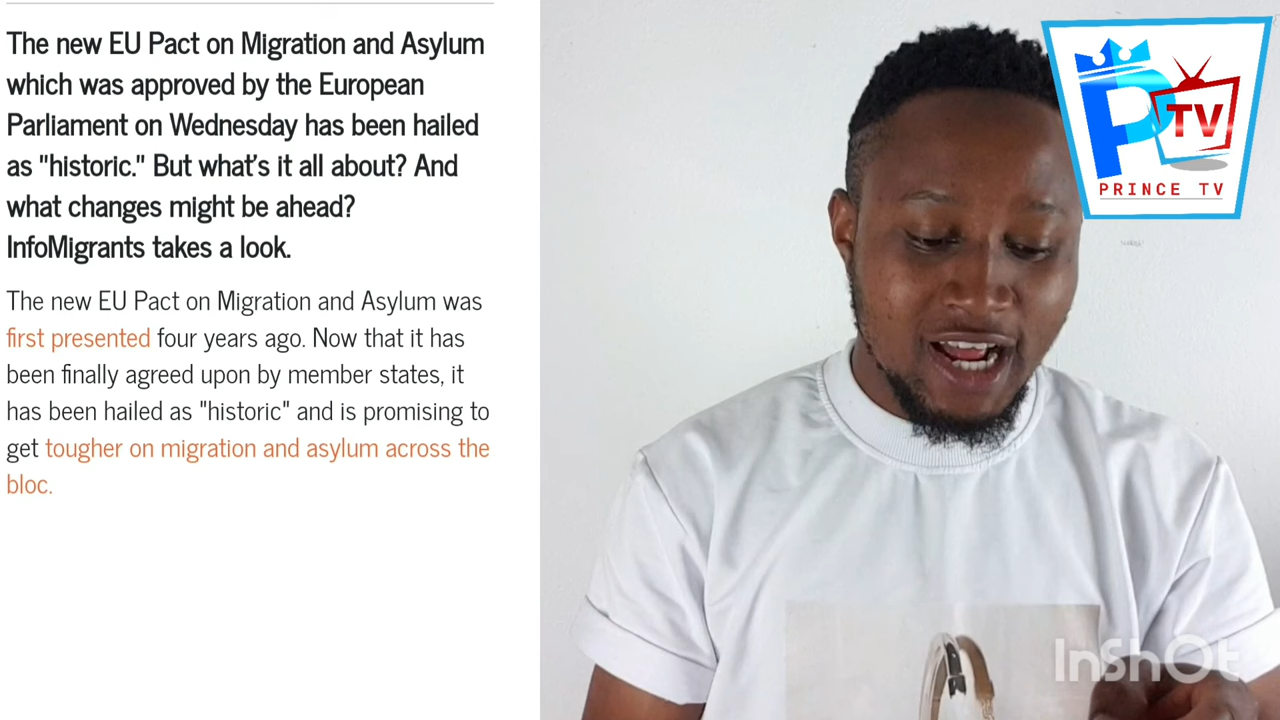 The new EU Pact on Migration and Asylum
which was approved by the European
Parliament on Wednesday has been hailed
as "historic." But what's it all about? And
what changes might be ahead?
InfoMigrants takes a look.
The new EU Pact on Migration and Asylum was
first presented four years ago. Now that it has
been finally agreed upon by member states, it
has been hailed as "historic" and is promising to
get tougher on migration and asylum across the
bloc.
P TV
PRINCE TV
InShOt